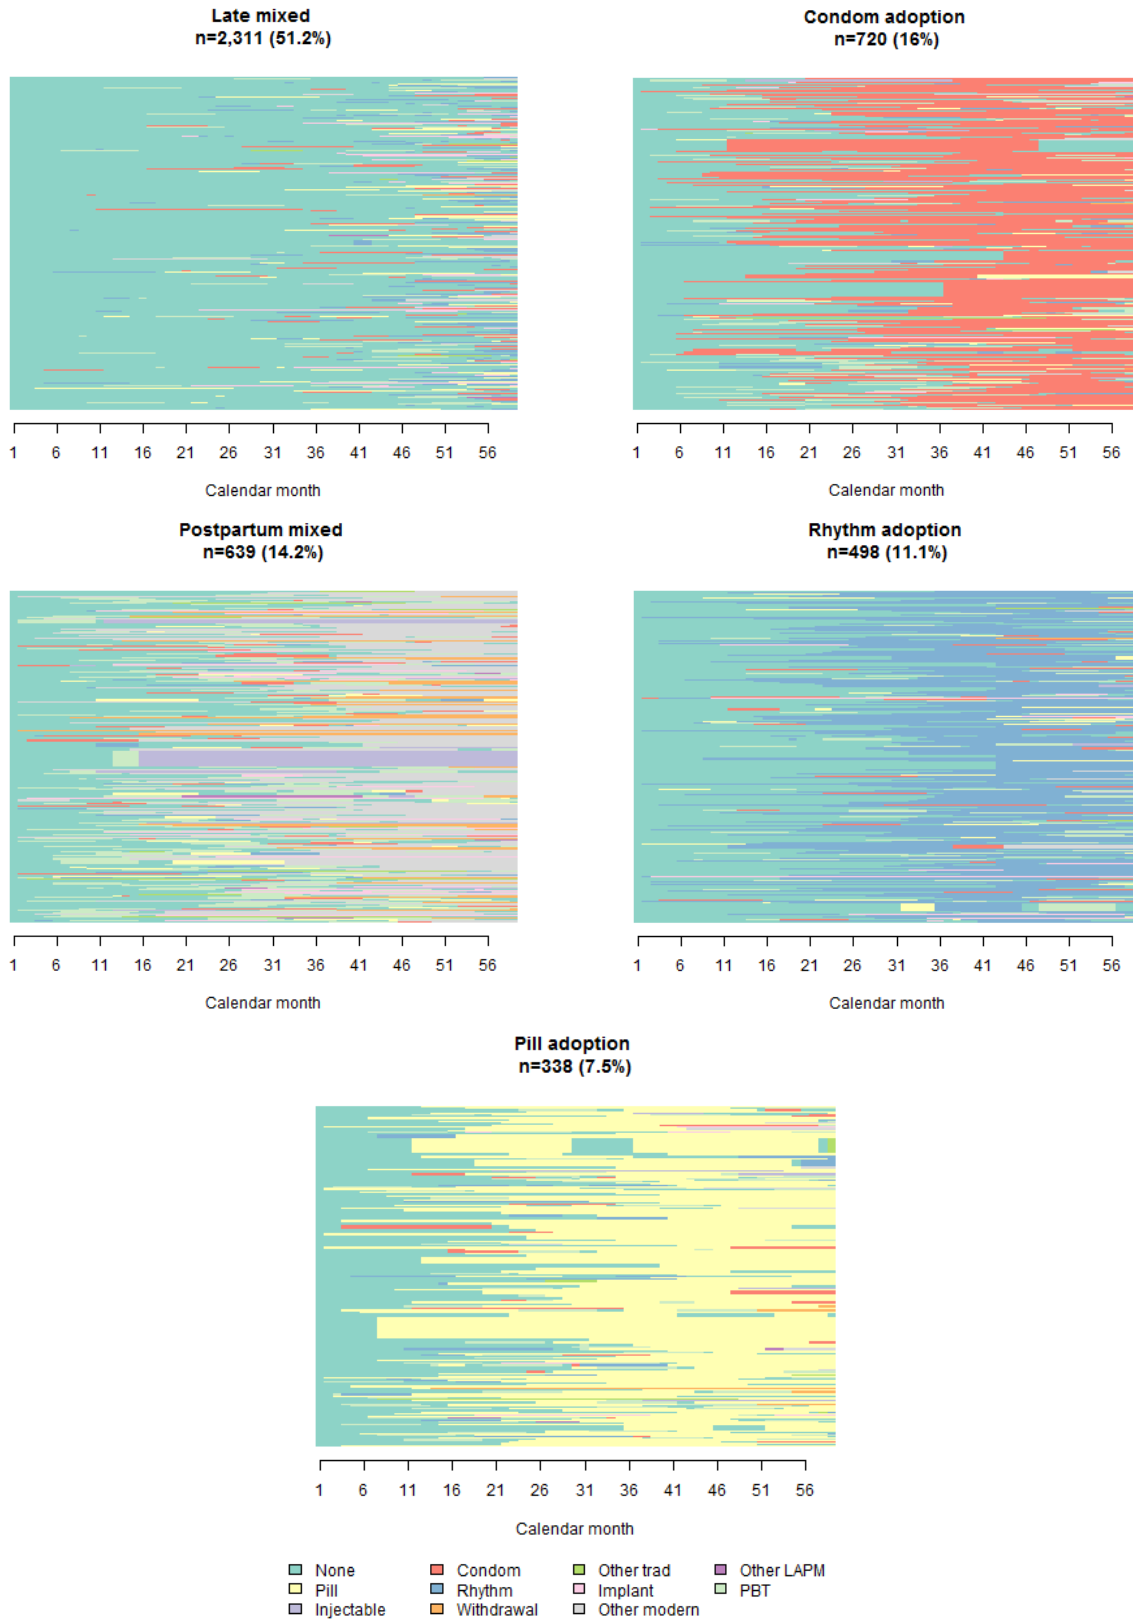 Late mixed
n=2,311 (51.2%)
Condom adoption
n=720 (16%)
1 6 11 16 21 26 31 36 41 46 51 56
Calendar month
1 6 11 16 21 26 31 36 41 46 51 56
Calendar month
Postpartum mixed
n=639 (14.2%)
Rhythm adoption
n=498 (11.1%)
1 6 11 16 21 26 31 36 41 46 51 56
Calendar month
1 6 11 16 21 26 31 36 41 46 51 56
Calendar month
Pill adoption
n=338 (7.5%)
1 6 11 16 21 26 31 36 41 46 51 56
Calendar month
None Condom Other trad Other LAPM
Pill Rhythm Implant PBT
Injectable Withdrawal Other modern